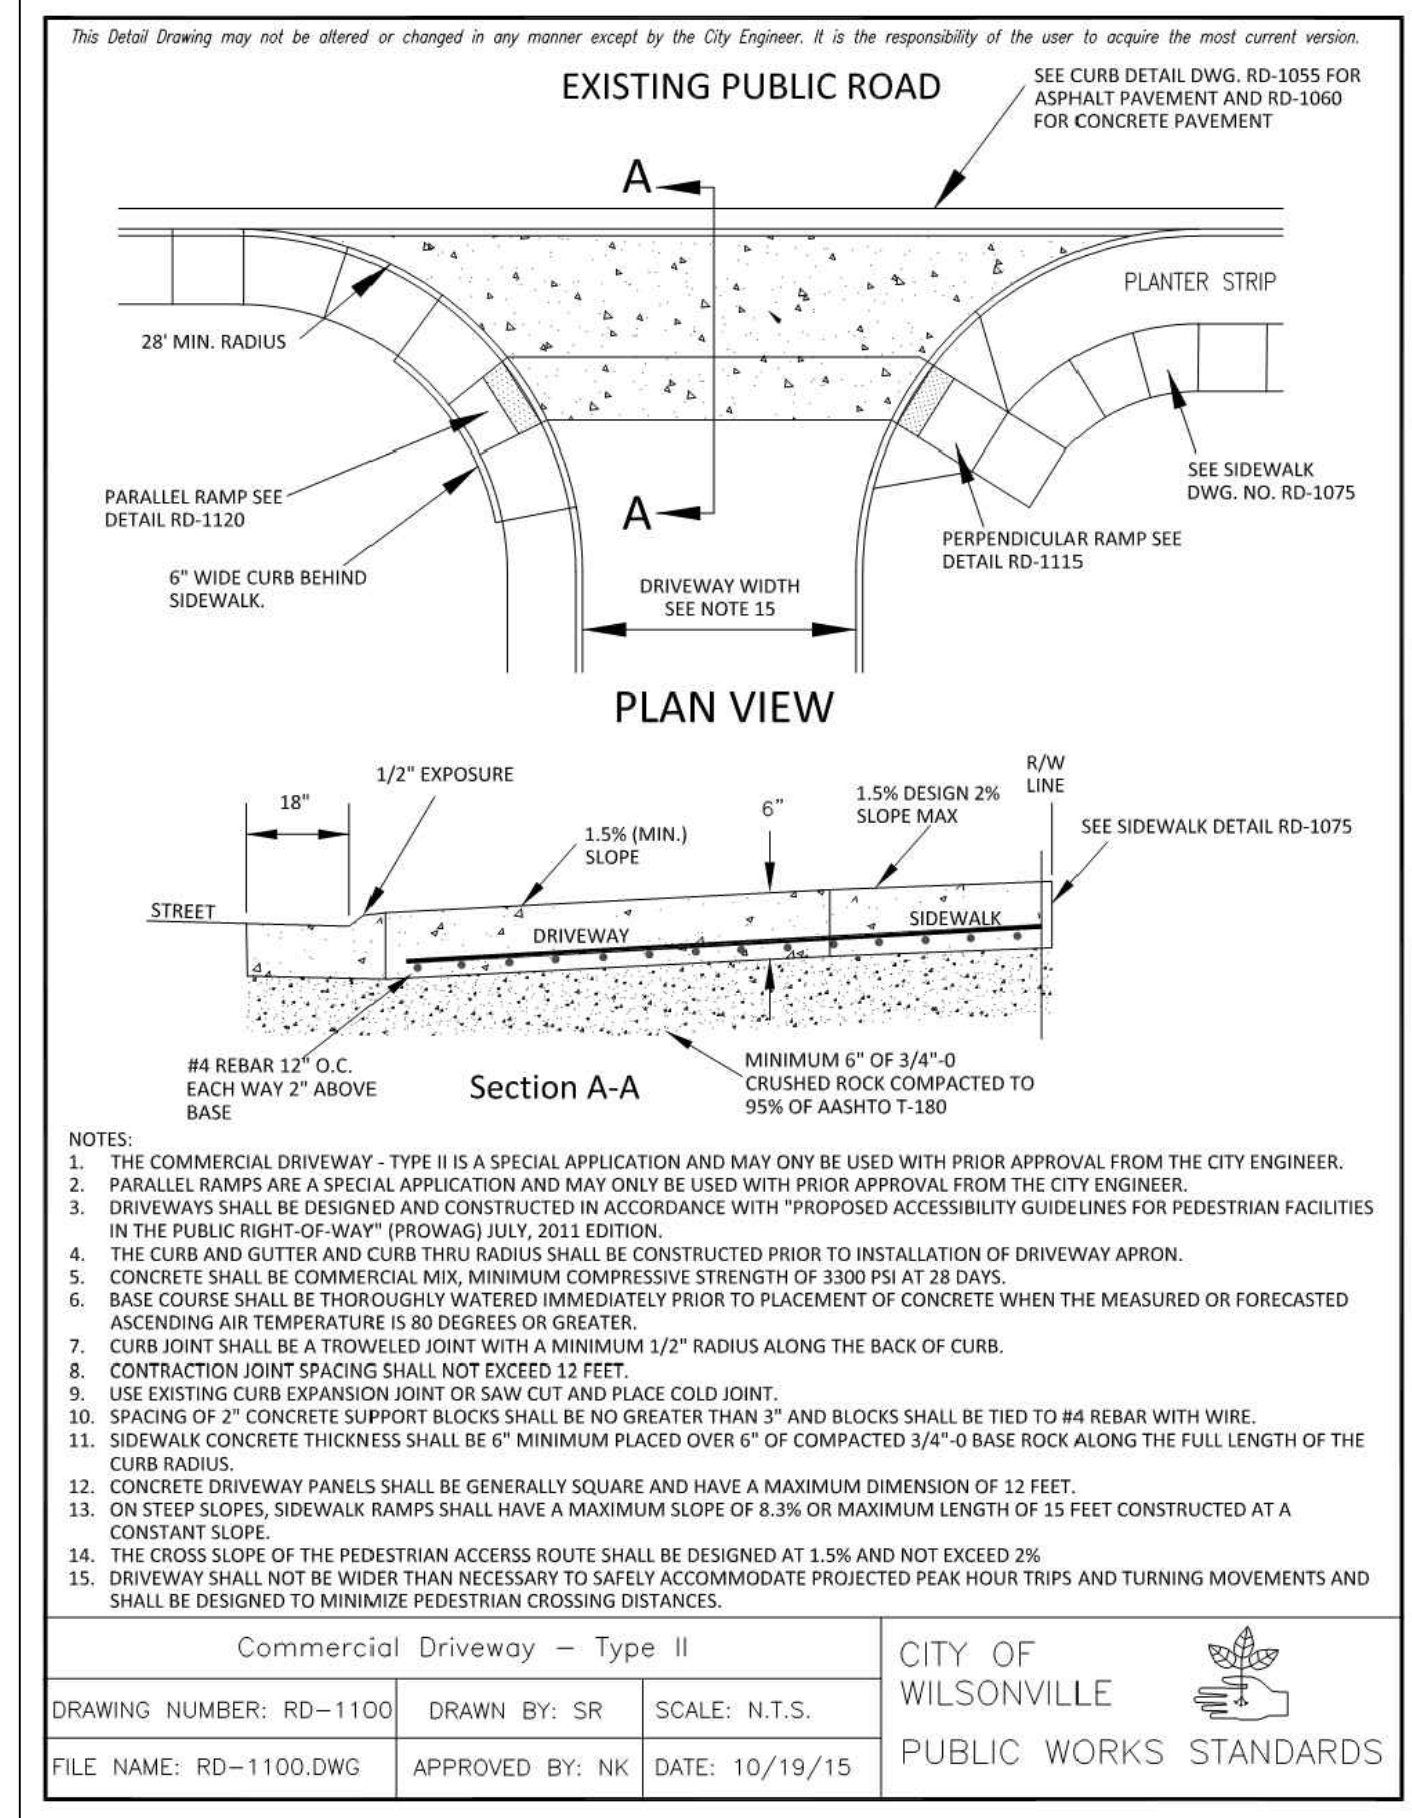 This Detail Drawing may not be altered or changed in any manner except by the City Engineer. It is the responsibility of the user to acquire the most current version.
EXISTING PUBLIC ROAD
SEE CURB DETAIL DWG. RD-1055 FOR
ASPHALT PAVEMENT AND RD-1060
FOR CONCRETE PAVEMENT
A
PLANTER STRIP
28' MIN. RADIUS
SEE SIDEWALK
DWG. NO. RD-1075
PARALLEL RAMP SEE
DETAIL RD-1120
A
PERPENDICULAR RAMP SEE
DETAIL RD-1115
6" WIDE CURB BEHIND
SIDEWALK.
DRIVEWAY WIDTH
SEE NOTE 15
PLAN VIEW
R/W
LINE
1/2" EXPOSURE
18"
1.5% DESIGN 2%
SLOPE MAX
6"
1.5% (MIN.)
SLOPE
SEE SIDEWALK DETAIL RD-1075
STREET
SIDEWALK
DRIVEWAY
#4 REBAR 12" O.C.
EACH WAY 2" ABOVE
BASE
Section A-A
MINIMUM 6" OF 3/4"-0
CRUSHED ROCK COMPACTED TO
95% OF AASHTO T-180
NOTES:
1. THE COMMERCIAL DRIVEWAY - TYPE II IS A SPECIAL APPLICATION AND MAY ONY BE USED WITH PRIOR APPROVAL FROM THE CITY ENGINEER.
2. PARALLEL RAMPS ARE A SPECIAL APPLICATION AND MAY ONLY BE USED WITH PRIOR APPROVAL FROM THE CITY ENGINEER.
3. DRIVEWAYS SHALL BE DESIGNED AND CONSTRUCTED IN ACCORDANCE WITH "PROPOSED ACCESSIBILITY GUIDELINES FOR PEDESTRIAN FACILITIES
IN THE PUBLIC RIGHT-OF-WAY" (PROWAG) JULY, 2011 EDITION.
4. THE CURB AND GUTTER AND CURB THRU RADIUS SHALL BE CONSTRUCTED PRIOR TO INSTALLATION OF DRIVEWAY APRON.
5. CONCRETE SHALL BE COMMERCIAL MIX, MINIMUM COMPRESSIVE STRENGTH OF 3300 PSI AT 28 DAYS.
6. BASE COURSE SHALL BE THOROUGHLY WATERED IMMEDIATELY PRIOR TO PLACEMENT OF CONCRETE WHEN THE MEASURED OR FORECASTED
ASCENDING AIR TEMPERATURE IS 80 DEGREES OR GREATER.
7. CURB JOINT SHALL BE A TROWELED JOINT WITH A MINIMUM 1/2" RADIUS ALONG THE BACK OF CURB.
8. CONTRACTION JOINT SPACING SHALL NOT EXCEED 12 FEET.
9. USE EXISTING CURB EXPANSION JOINT OR SAW CUT AND PLACE COLD JOINT.
10. SPACING OF 2" CONCRETE SUPPORT BLOCKS SHALL BE NO GREATER THAN 3" AND BLOCKS SHALL BE TIED TO #4 REBAR WITH WIRE.
11. SIDEWALK CONCRETE THICKNESS SHALL BE 6" MINIMUM PLACED OVER 6" OF COMPACTED 3/4"-0 BASE ROCK ALONG THE FULL LENGTH OF THE
CURB RADIUS.
12. CONCRETE DRIVEWAY PANELS SHALL BE GENERALLY SQUARE AND HAVE A MAXIMUM DIMENSION OF 12 FEET.
13. ON STEEP SLOPES, SIDEWALK RAMPS SHALL HAVE A MAXIMUM SLOPE OF 8.3% OR MAXIMUM LENGTH OF 15 FEET CONSTRUCTED AT A
CONSTANT SLOPE.
14. THE CROSS SLOPE OF THE PEDESTRIAN ACCERSS ROUTE SHALL BE DESIGNED AT 1.5% AND NOT EXCEED 2%
15. DRIVEWAY SHALL NOT BE WIDER THAN NECESSARY TO SAFELY ACCOMMODATE PROJECTED PEAK HOUR TRIPS AND TURNING MOVEMENTS AND
SHALL BE DESIGNED TO MINIMIZE PEDESTRIAN CROSSING DISTANCES.
Commercial Driveway – Type II
DRAWING NUMBER: RD-1100
DRAWN BY: SR
SCALE: N.T.S.
FILE NAME: RD-1100.DWG
APPROVED BY: NK
DATE: 10/19/15
CITY OF
WILSONVILLE
PUBLIC WORKS STANDARDS